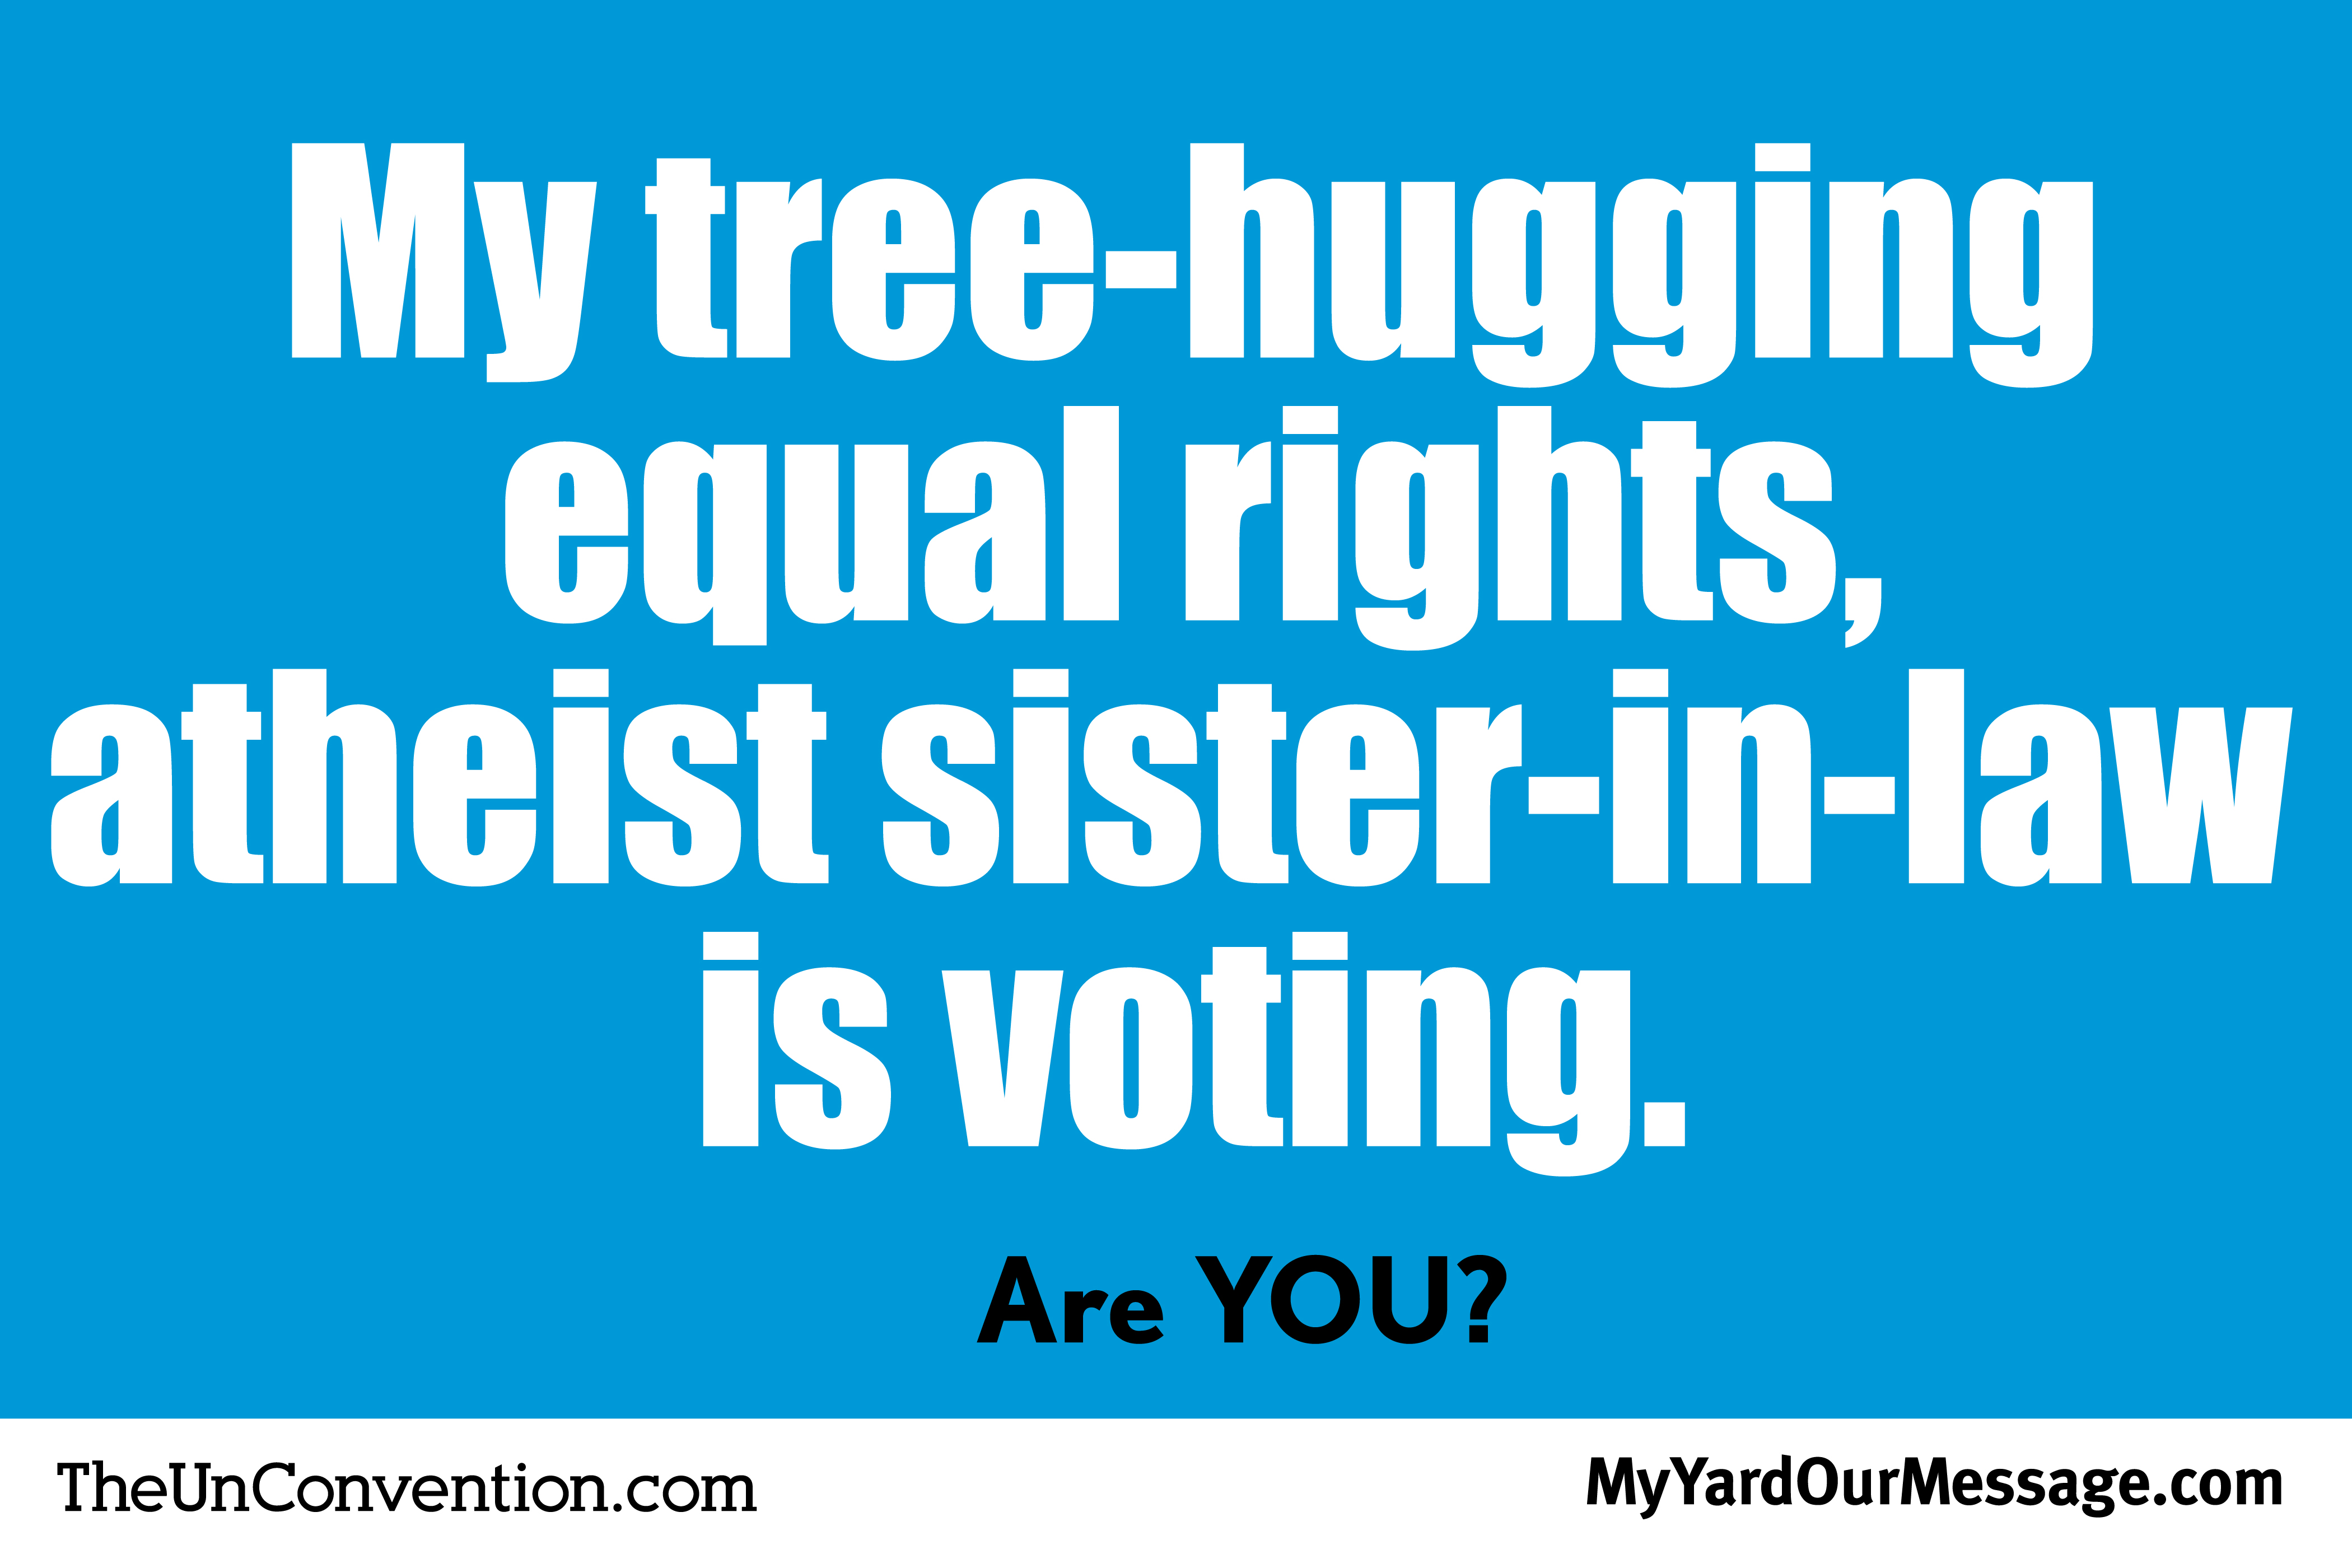 My tree-hugging
equal rights,
atheist sister-in-law
is voting.
Are YOU?
TheUnConvention.com
MyYardOurMessage.com